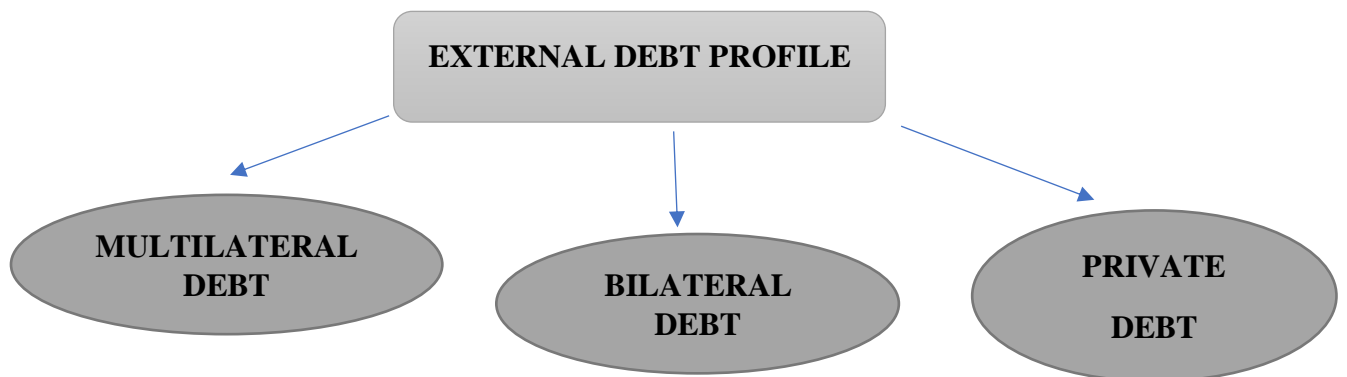 EXTERNAL DEBT PROFILE
MULTILATERAL
DEBT
BILATERAL
DEBT
PRIVATE
DEBT